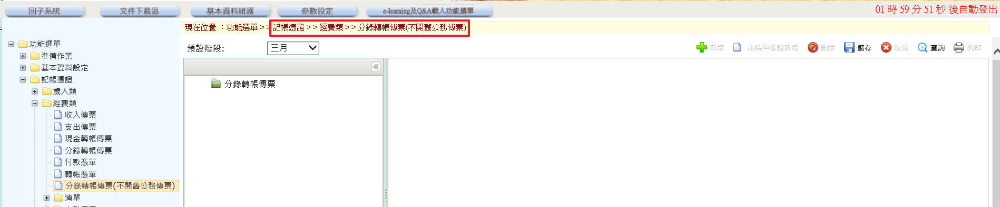 回子系統
文件下載區
基本資料維護
參數設定
e-learning及Q&A載入功能選單
01 時 59 分 51 秒 後自動登出
現在位置 ：功能選單 > > 記帳憑證 > > 經費類 > > 分錄轉帳傳票(不開舊公務傳票)
功能選單
準備作業
基本資料設定
記帳憑證
歲入類
經費類
收入傳票
支出傳票
現金轉帳傳票
分錄轉帳傳票
付款憑單
轉帳憑單
分錄轉帳傳票(不開舊公務傳票)
清單
預設階段:
三月
新增
由待沖憑證新增
刪除
儲存
取消
查詢
列印
分錄轉帳傳票